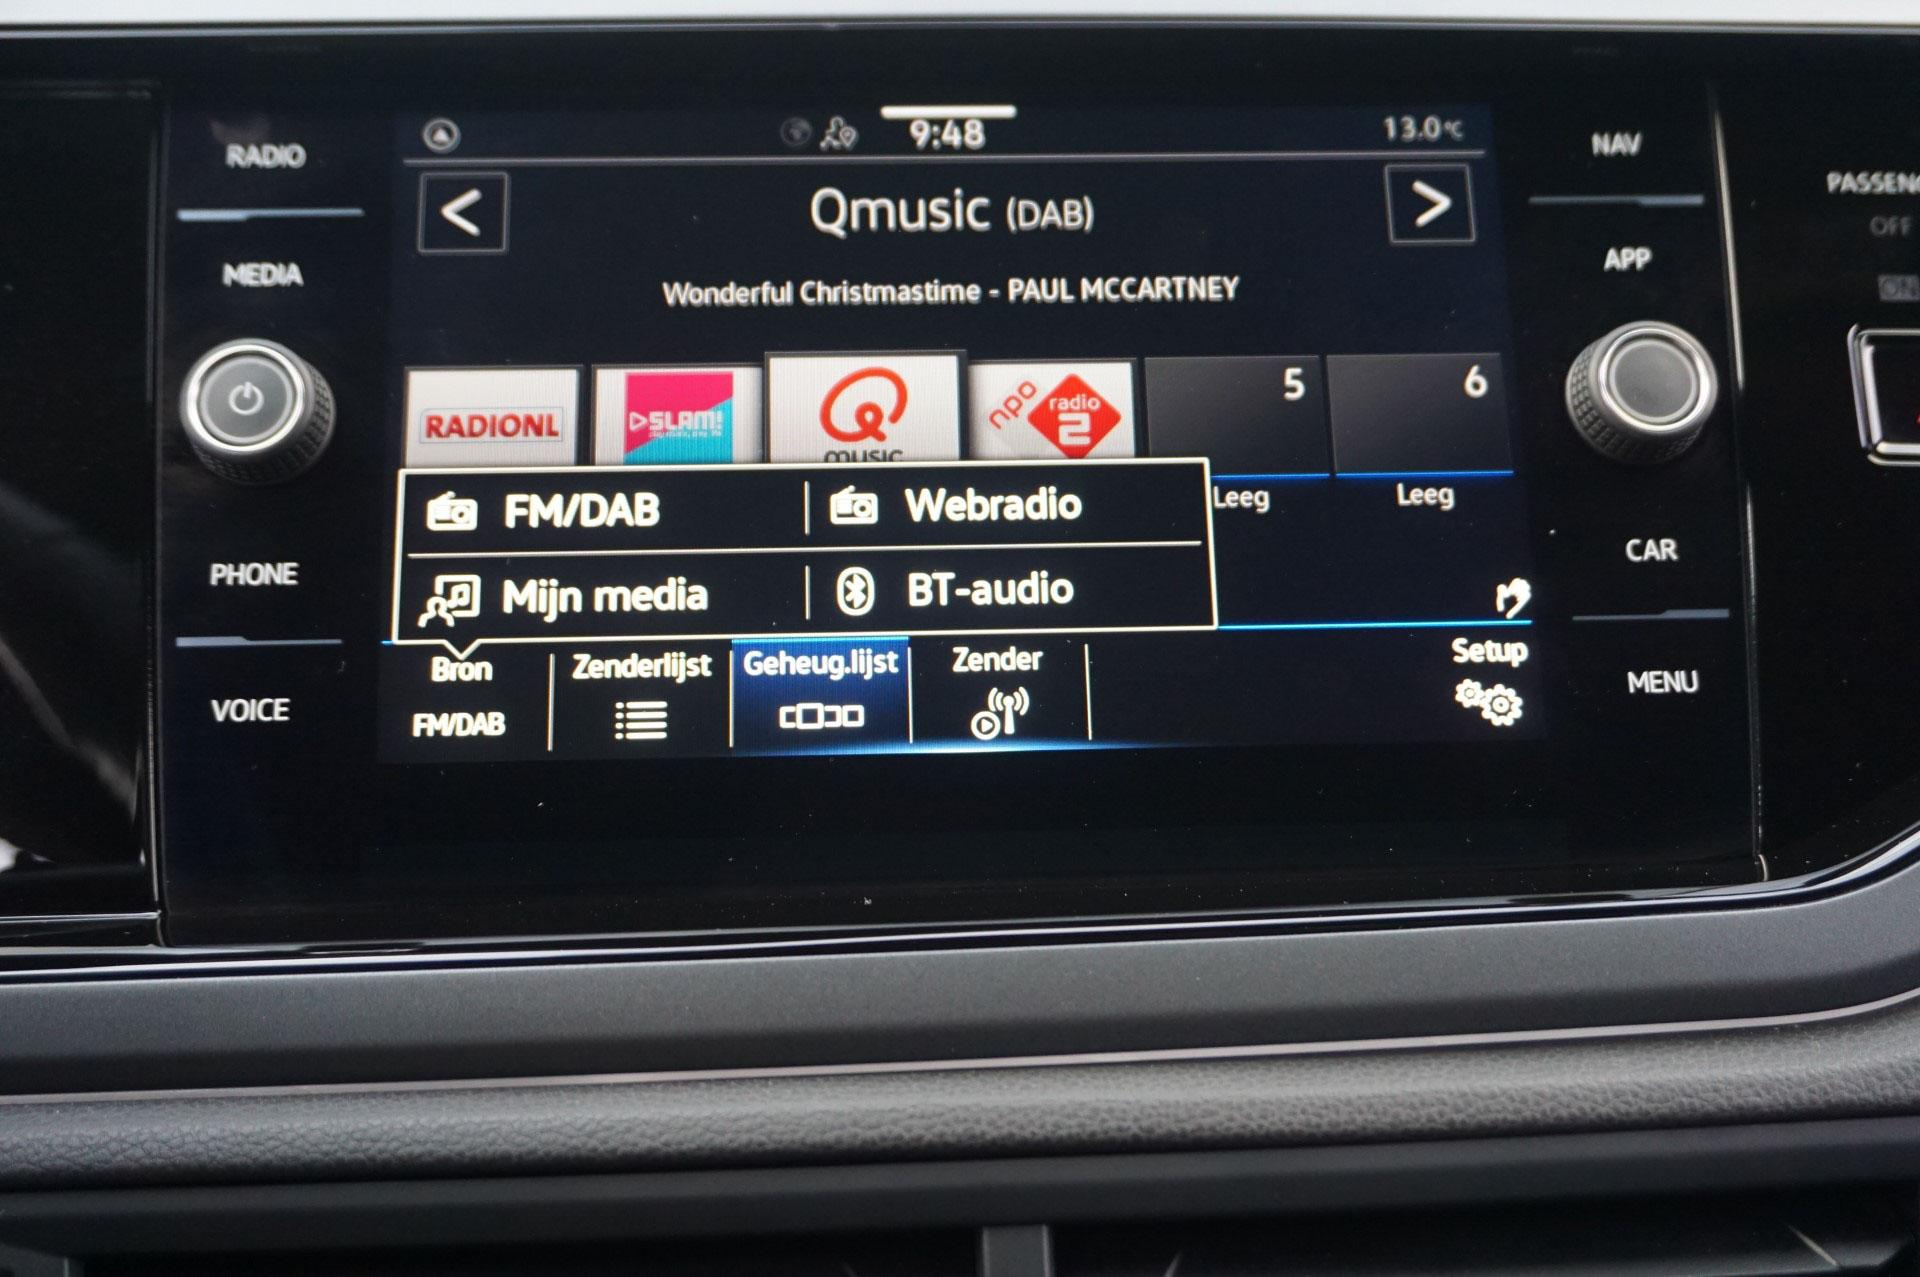 RADIO
MEDIA
PHONE
VOICE
9:48
13.0°C
<
Qmusic (DAB)
>
Wonderful Christmastime - PAUL MCCARTNEY
RADIONL
SLAM!
Q
music
npo
radio
2
5
6
Leeg
Leeg
FM/DAB
Webradio
Mijn media
BT-audio
Bron
FM/DAB
Zenderlijst
Geheug.lijst
Zender
Setup
NAV
APP
CAR
MENU
PASSENG
OFF
ON